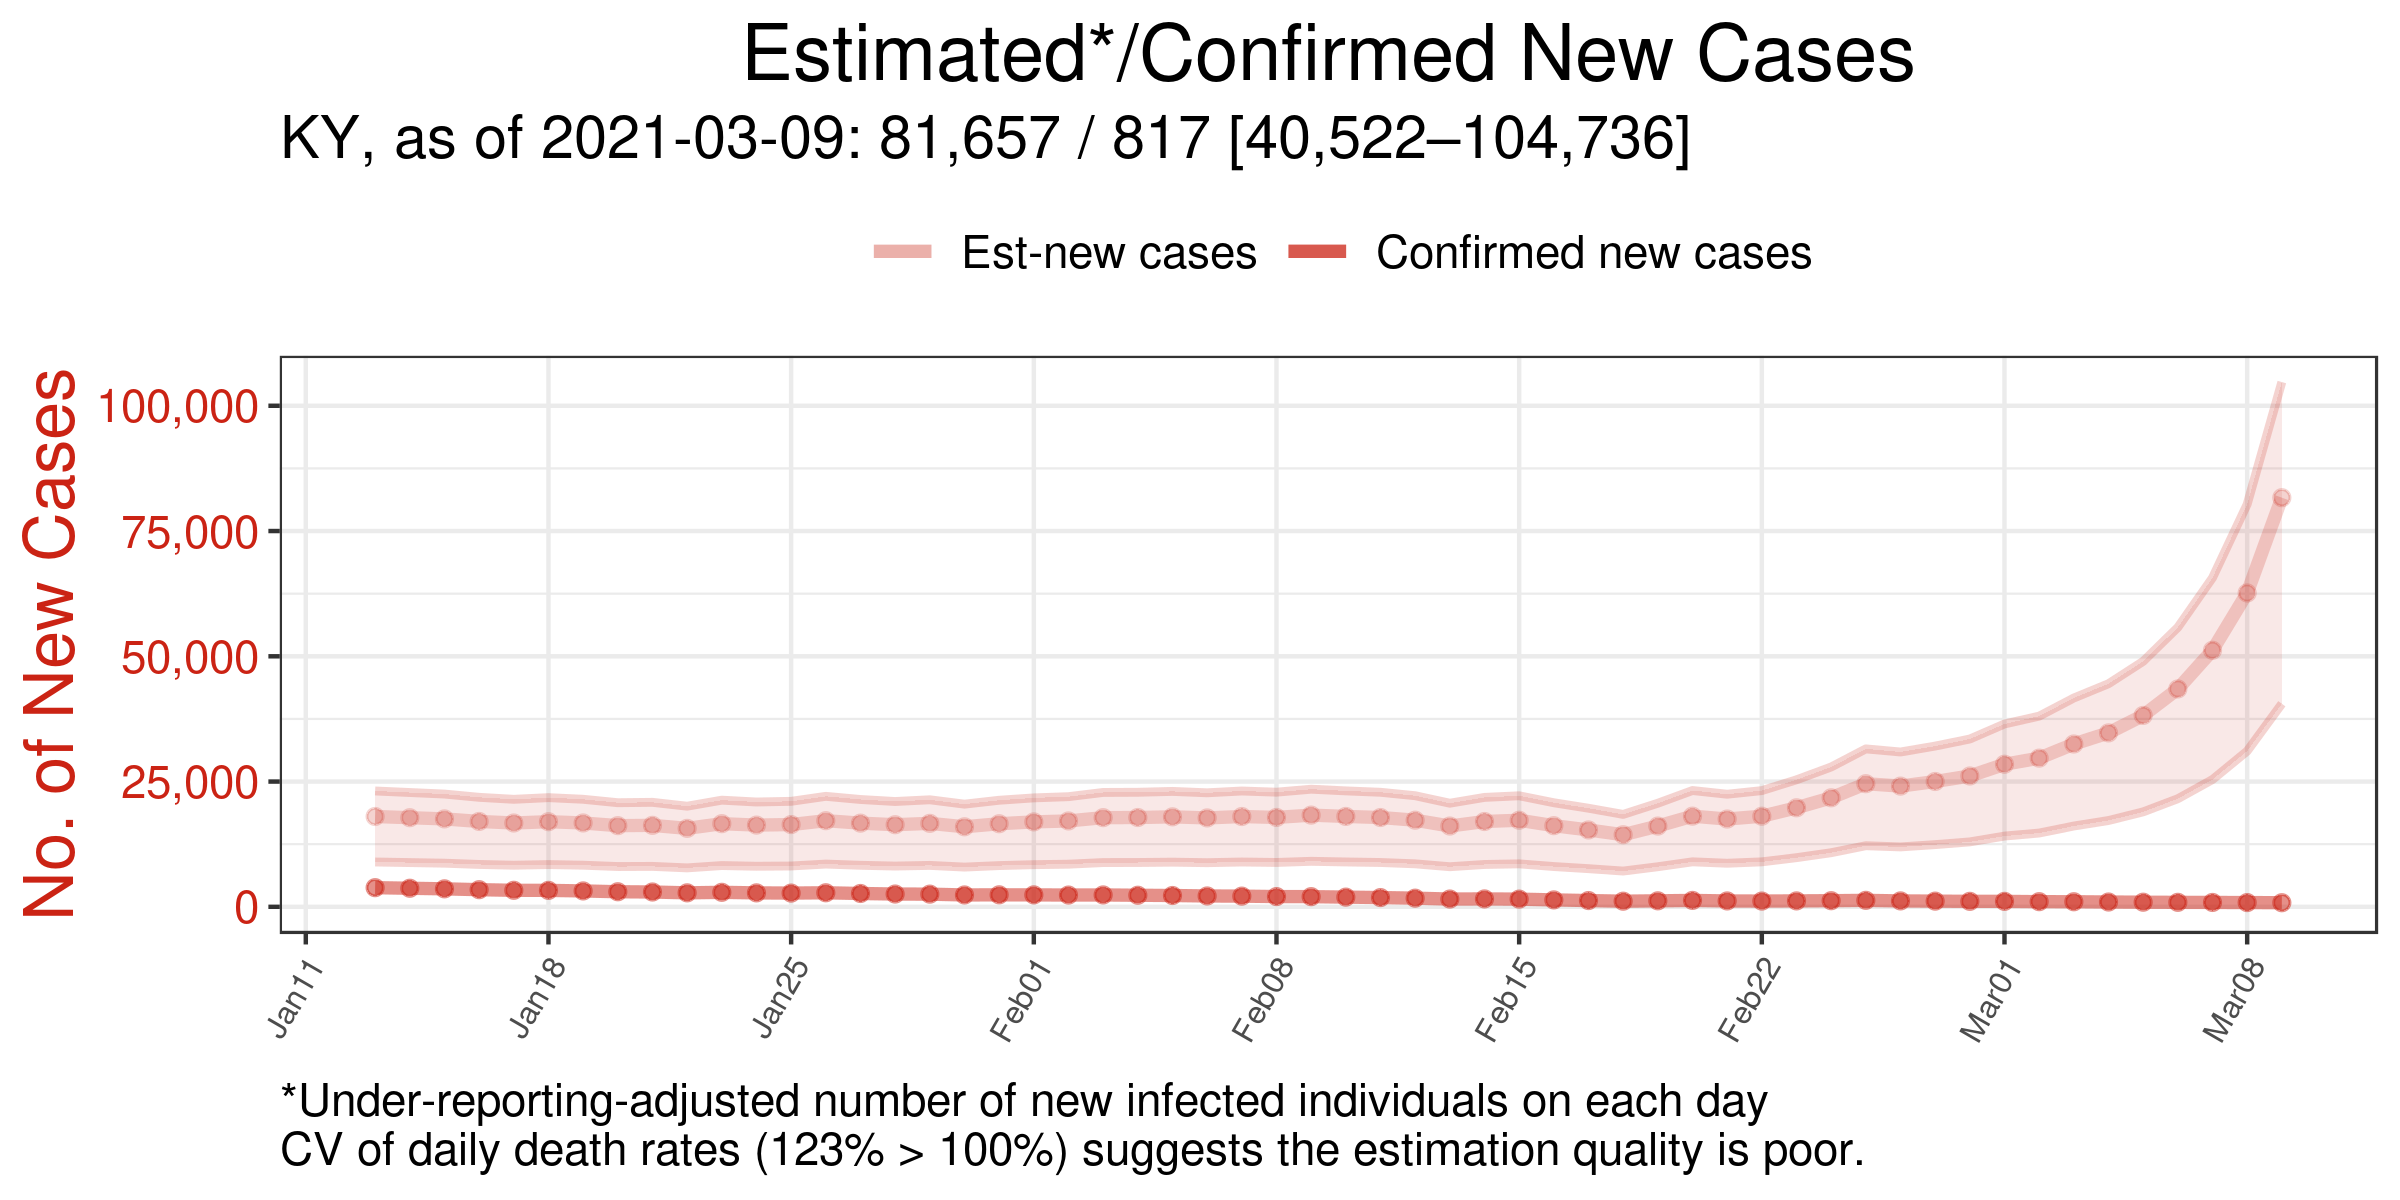 Estimated*/Confirmed New Cases
KY, as of 2021-03-09: 81,657 / 817 [40,522–104,736]
Est-new cases
Confirmed new cases
No. of New Cases
100,000
75,000
50,000
25,000
0
Jan11
Jan18
Jan25
Feb01
Feb08
Feb15
Feb22
Mar01
Mar08
*Under-reporting-adjusted number of new infected individuals on each day
CV of daily death rates (123% > 100%) suggests the estimation quality is poor.